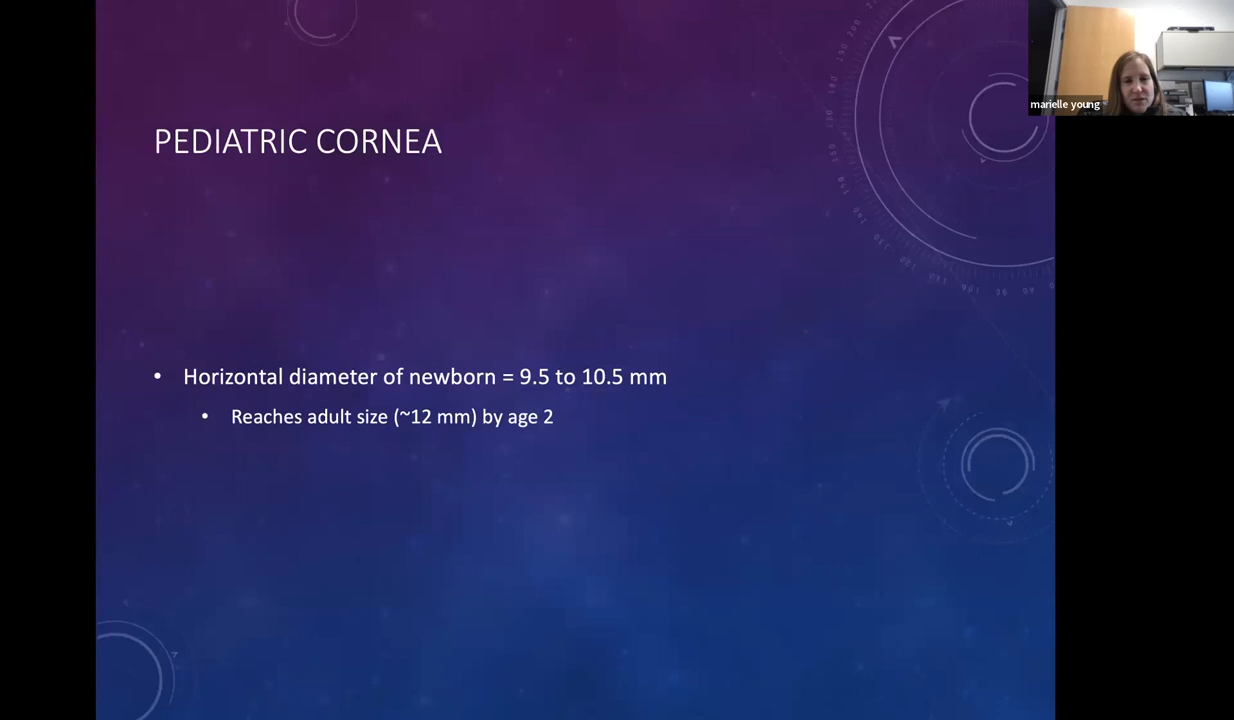 marielle young
PEDIATRIC CORNEA
• Horizontal diameter of newborn = 9.5 to 10.5 mm
• Reaches adult size (~12 mm) by age 2